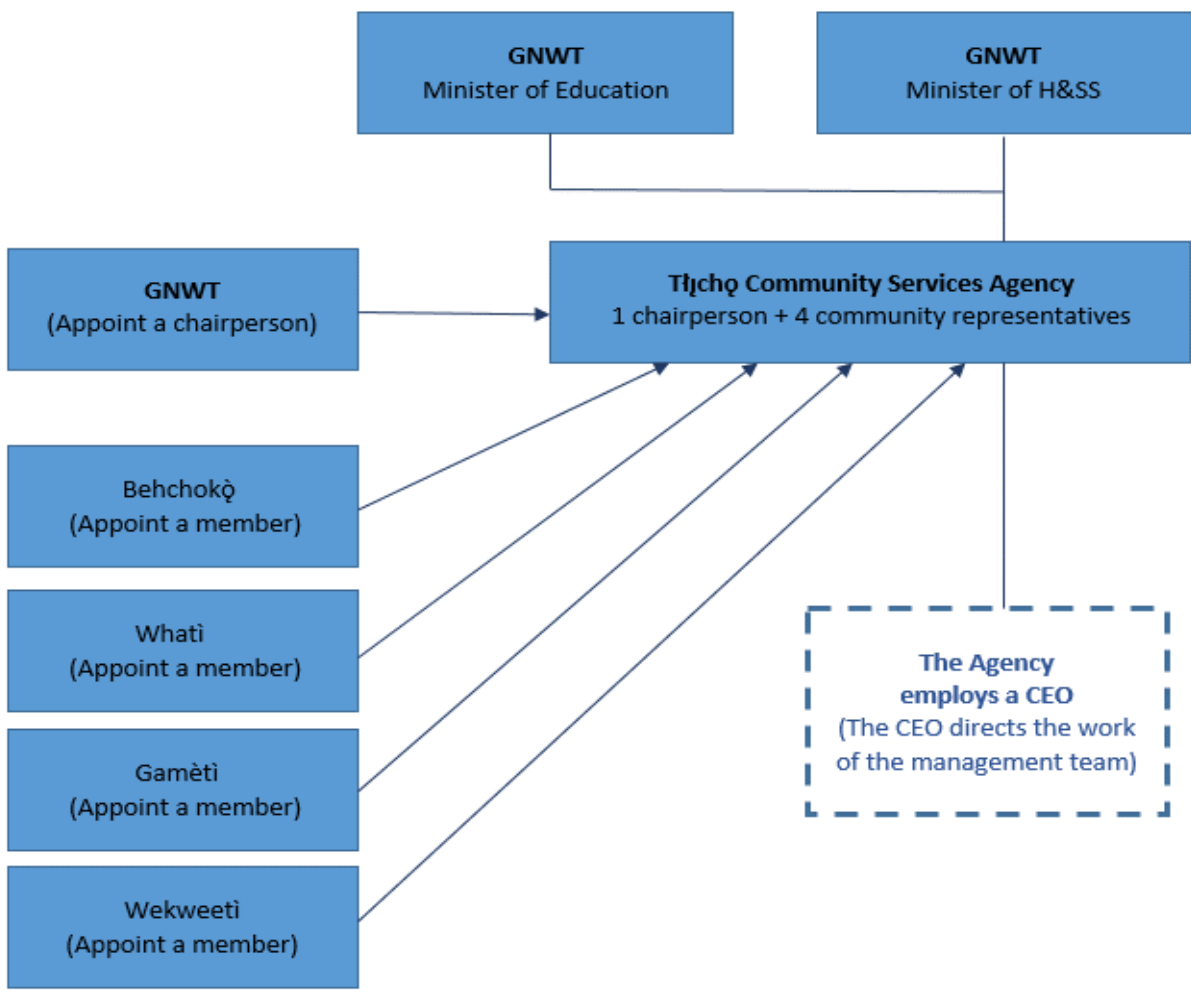 GNWT
Minister of Education
GNWT
Minister of H&SS
GNWT
(Appoint a chairperson)
Tłı̨chǫ Community Services Agency
1 chairperson + 4 community representatives
Behchokǫ̀
(Appoint a member)
Whatì
(Appoint a member)
Gamètì
(Appoint a member)
Wekweetì
(Appoint a member)
The Agency
employs a CEO
(The CEO directs the work
of the management team)